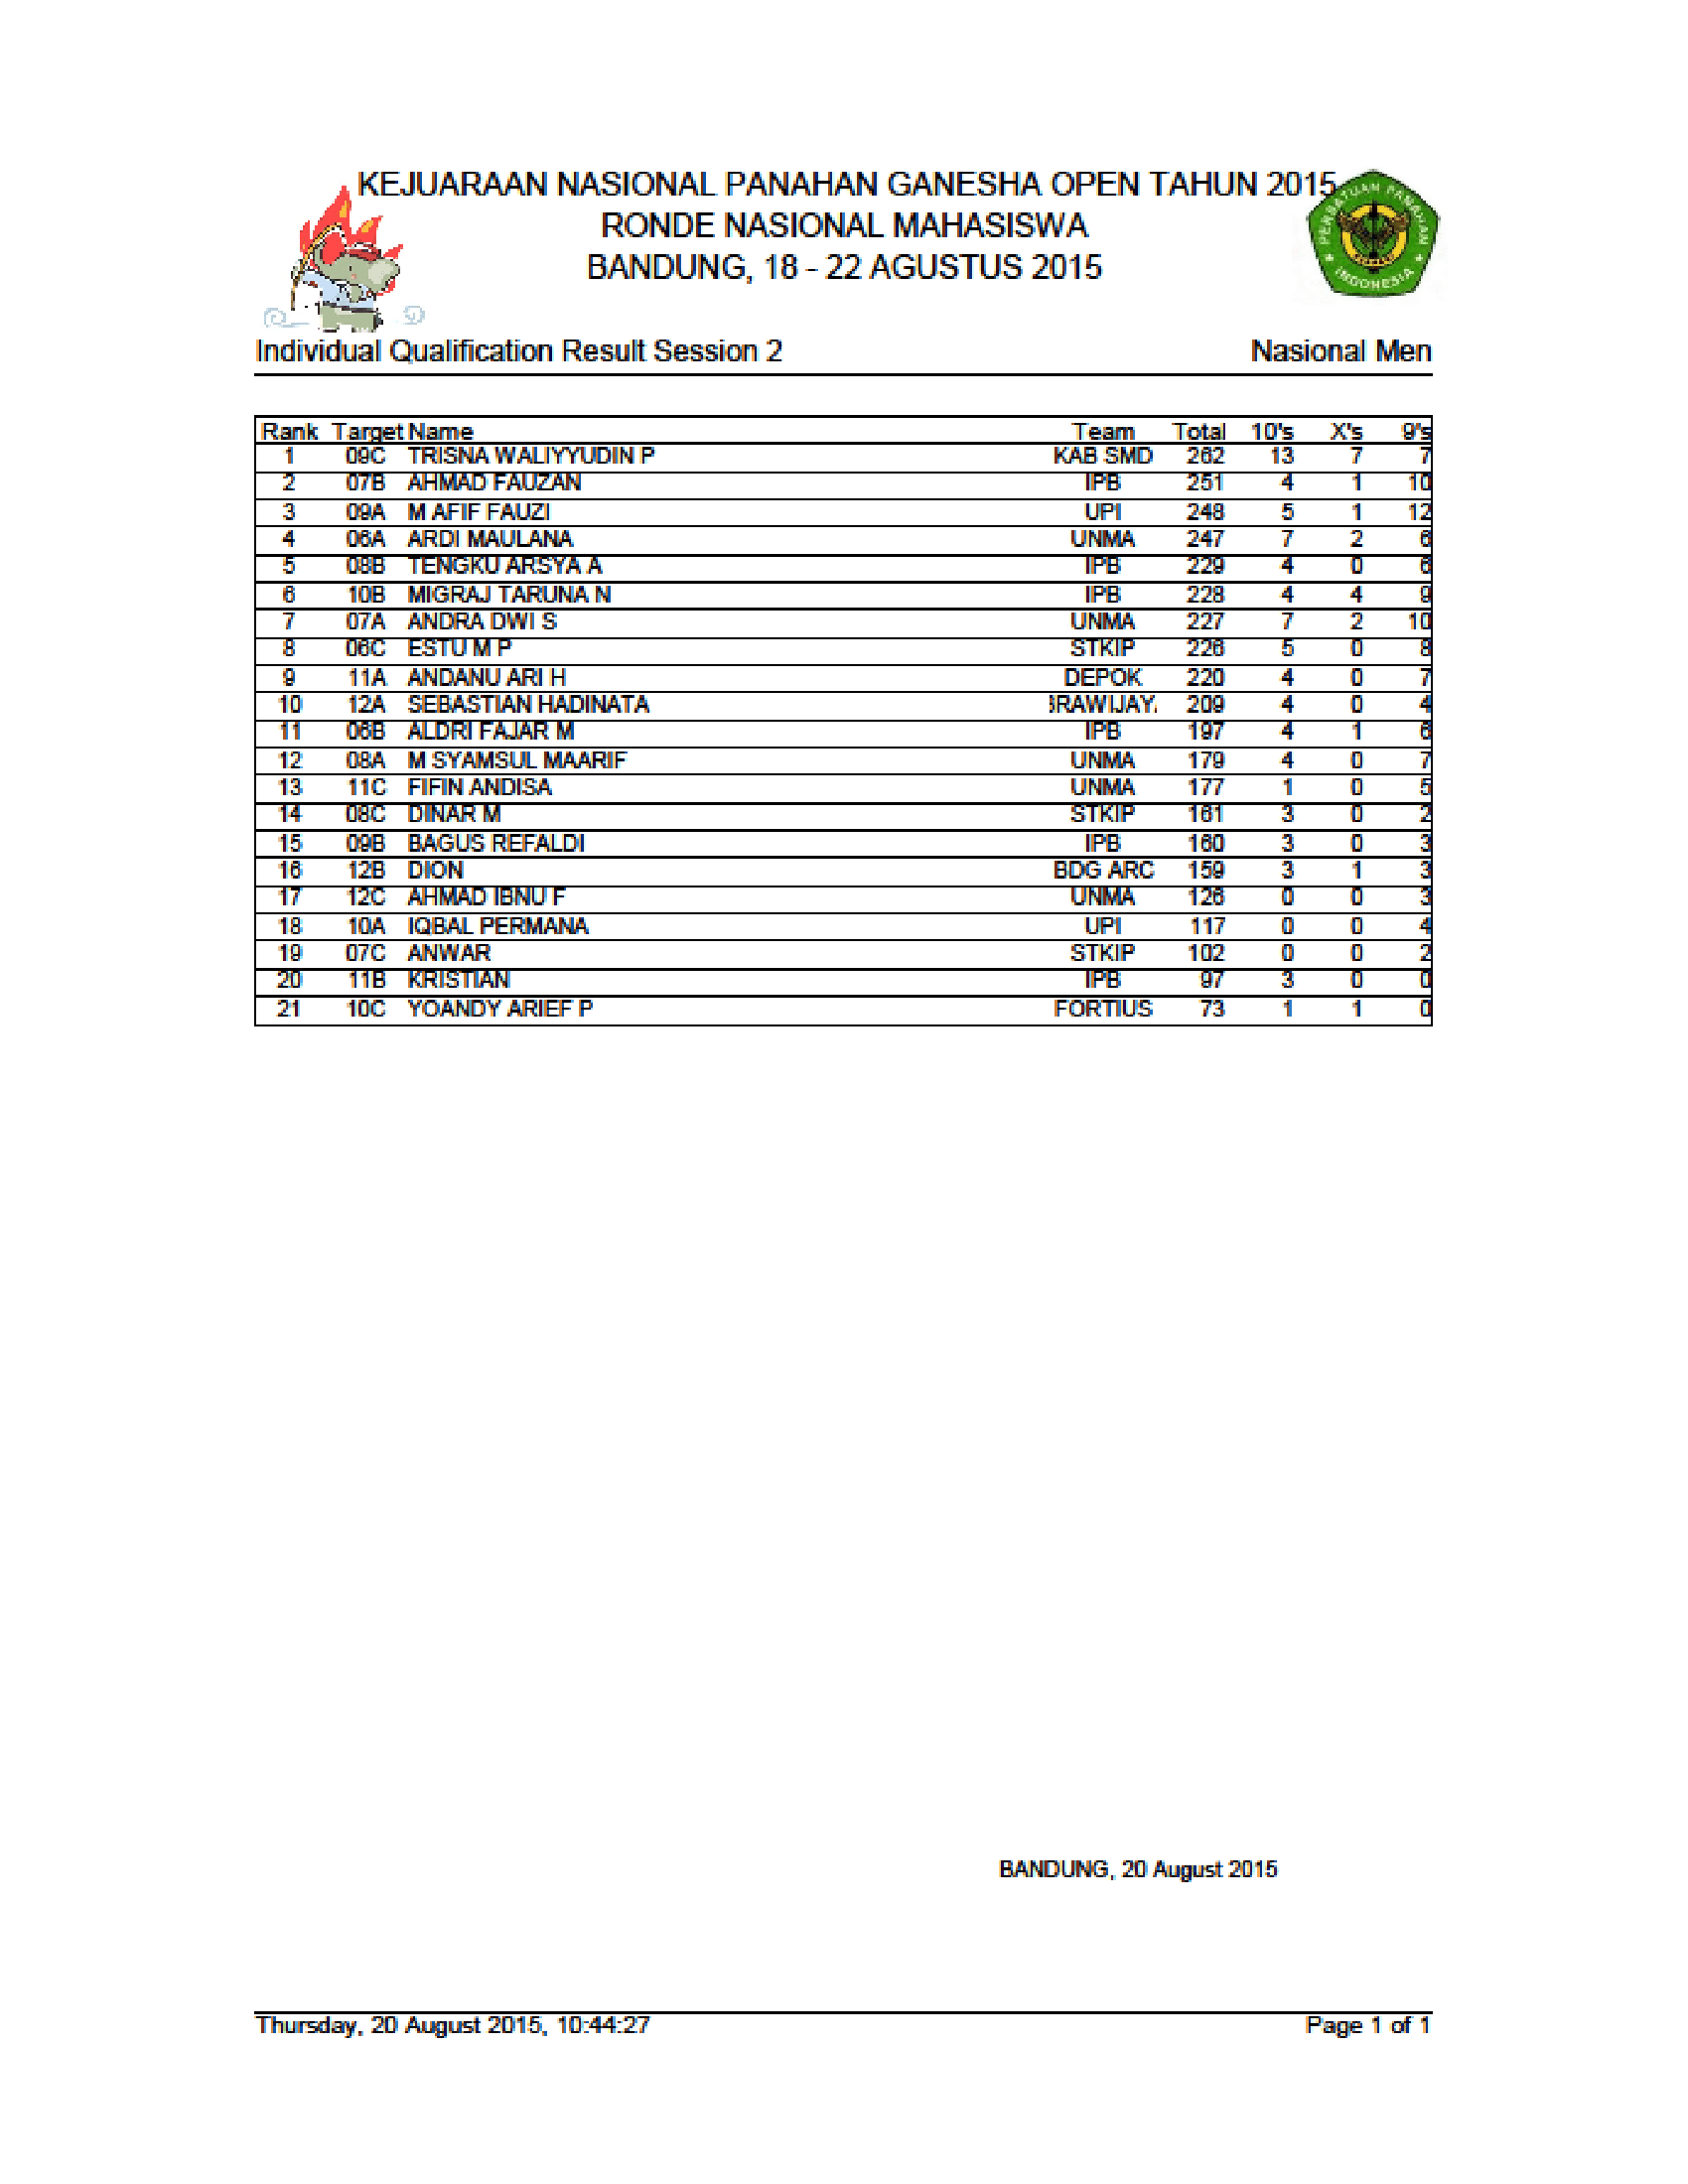 KEJUARAAN NASIONAL PANAHAN GANESHA OPEN TAHUN 2015
RONDE NASIONAL MAHASISWA
BANDUNG, 18 - 22 AGUSTUS 2015
PERSATUAN PANAHAN INDONESIA
Individual Qualification Result Session 2 Nasional Men
Rank Target Name Team Total 10's X's 9's
1 09C TRISNA WALIYYUDIN P KAB SMD 262 13 7 7
2 07B AHMAD FAUZAN IPB 251 4 1 10
3 09A M AFIF FAUZI UPI 248 5 1 12
4 06A ARDI MAULANA UNMA 247 7 2 6
5 08B TENGKU ARSYA A IPB 229 4 0 6
6 10B MIGRAJ TARUNA N IPB 228 4 4 9
7 07A ANDRA DWI S UNMA 227 7 2 10
8 06C ESTU M P STKIP 226 5 0 8
9 11A ANDANU ARI H DEPOK 220 4 0 7
10 12A SEBASTIAN HADINATA 209 4 0 4
11 06B ALDRI FAJAR M IPB 197 4 1 6
12 08A M SYAMSUL MAARIF UNMA 179 4 0 7
13 11C FIFIN ANDISA UNMA 177 1 0 5
14 08C DINAR M STKIP 161 3 0 2
15 09B BAGUS REFALDI IPB 160 3 0 3
16 12B DION BDG ARC 159 3 1 3
17 12C AHMAD IBNU F UNMA 126 0 0 3
18 10A IQBAL PERMANA UPI 117 0 0 4
19 07C ANWAR STKIP 102 0 0 2
20 11B KRISTIAN IPB 97 3 0 0
21 10C YOANDY ARIEF P FORTIUS 73 1 1 0
BANDUNG, 20 August 2015
Thursday, 20 August 2015, 10:44:27 Page 1 of 1